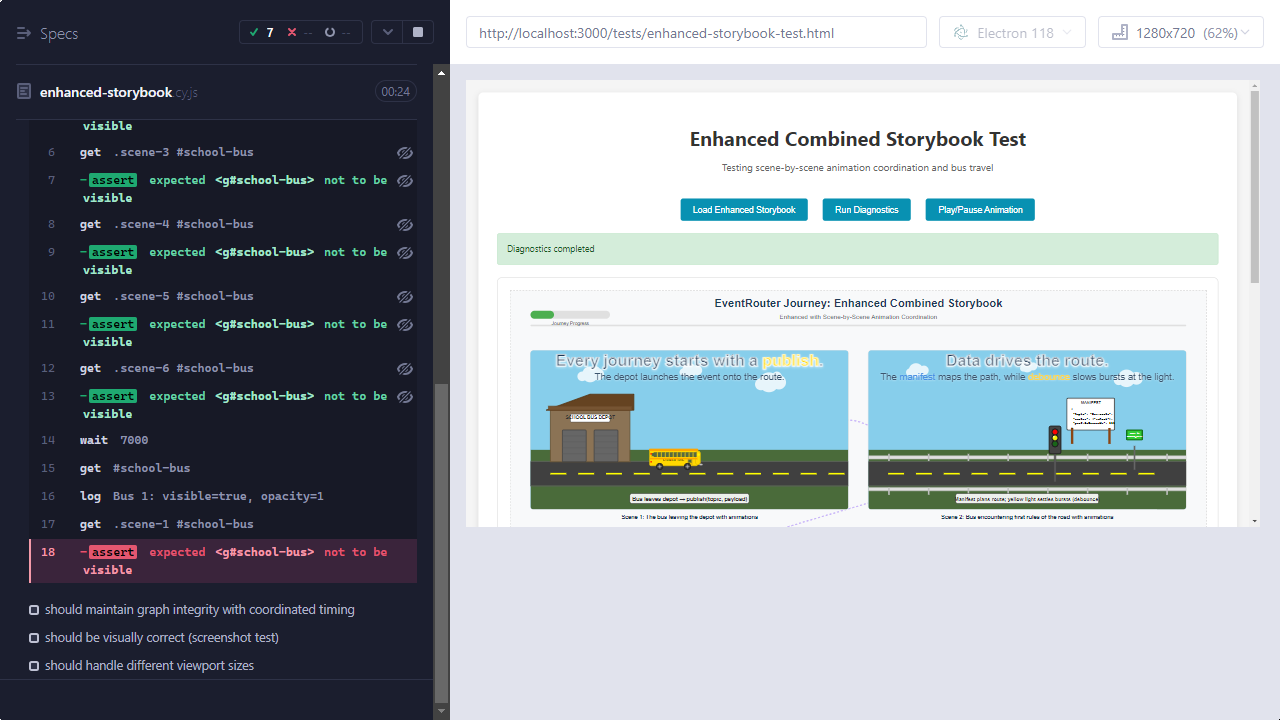 Specs
7
--
--
enhanced-storybook.cy.js
00:24
visible
6 get .scene-3 #school-bus
7 -assert expected <g#school-bus> not to be
visible
8 get .scene-4 #school-bus
9 -assert expected <g#school-bus> not to be
visible
10 get .scene-5 #school-bus
11 -assert expected <g#school-bus> not to be
visible
12 get .scene-6 #school-bus
13 -assert expected <g#school-bus> not to be
visible
14 wait 7000
15 get #school-bus
16 log Bus 1: visible=true, opacity=1
17 get .scene-1 #school-bus
18 -assert expected <g#school-bus> not to be
visible
should maintain graph integrity with coordinated timing
should be visually correct (screenshot test)
should handle different viewport sizes
http://localhost:3000/tests/enhanced-storybook-test.html
Electron 118
1280x720 (62%)
Enhanced Combined Storybook Test
Testing scene-by-scene animation coordination and bus travel
Load Enhanced Storybook
Run Diagnostics
Play/Pause Animation
Diagnostics completed
EventRouter Journey: Enhanced Combined Storybook
Enhanced with Scene-by-Scene Animation Coordination
Journey Progress
Every journey starts with a publish.
The depot launches the event onto the route.
SCHOOL BUS DEPOT
Bus leaves depot → publish(topic, payload)
Scene 1: The bus leaving the depot with animations
Data drives the route.
The manifest maps the path, while debounce slows bursts at the light.
MANIFEST
Manifest plans route; yellow light settles bursts (debounce
Scene 2: Bus encountering first rules of the road with animations